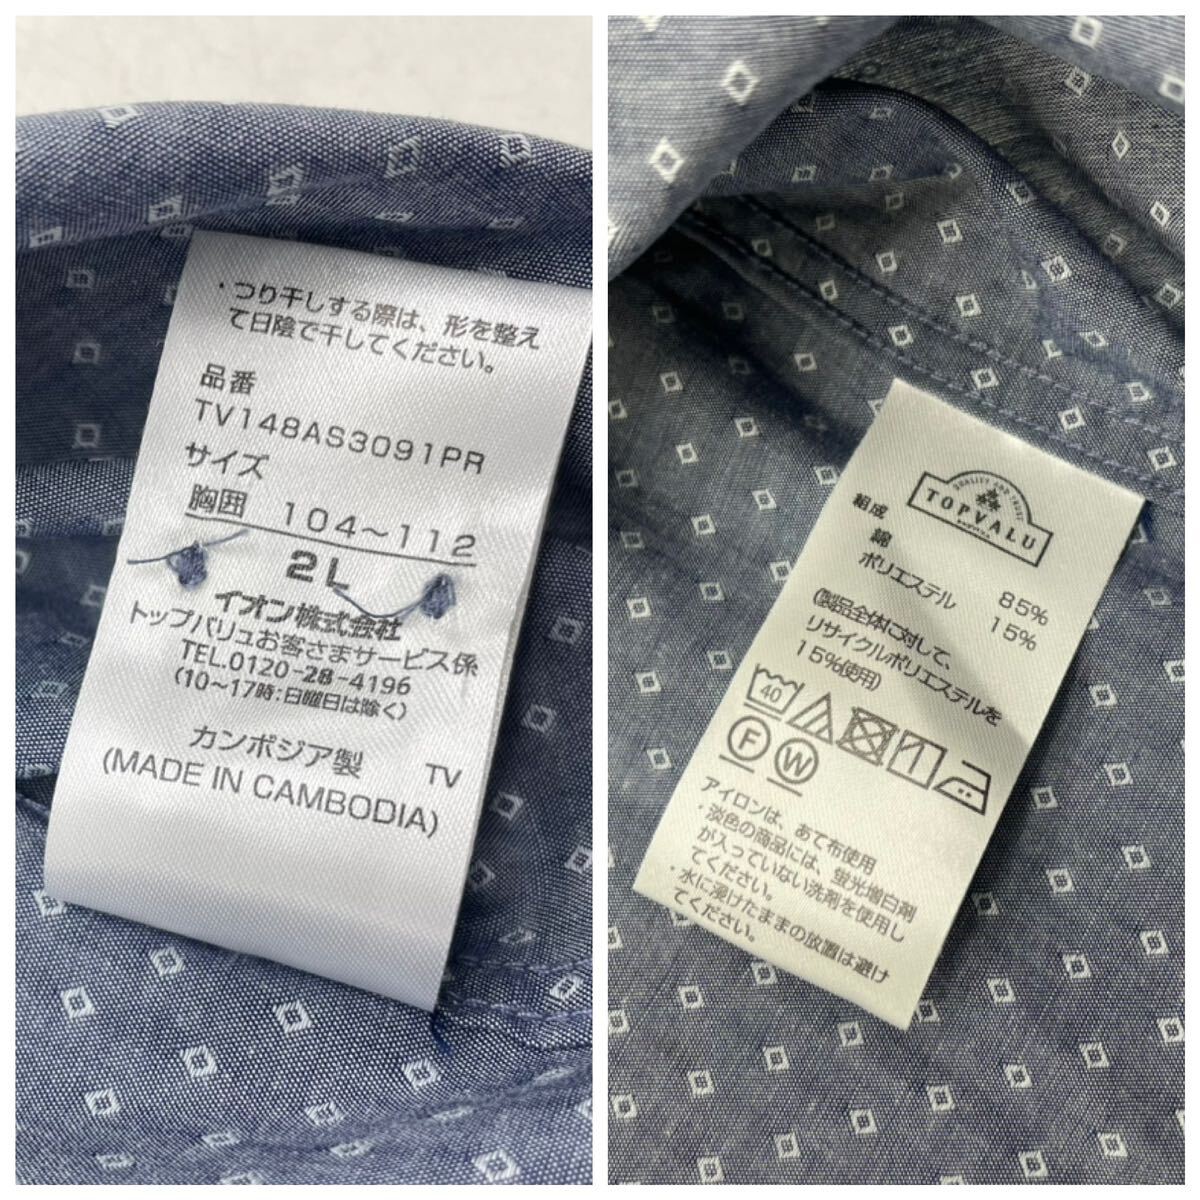 ・つり干しする際は、形を整え
て日陰で干してください。
品番
TV148AS3091PR
サイズ
胸囲 104～112
2L
イオン株式会社
トップバリュお客さまサービス係
TEL.0120-28-4196
(10～17時:日曜日は除く)
カンボジア製 TV
(MADE IN CAMBODIA)
QUALITY AND TRUST
TOPVALU
組成
綿 85%
ポリエステル 15%
(製品全体に対して、
リサイクルポリエステルを
15%使用)
40
F W
アイロンは、あて布使用
・淡色の商品には、蛍光増白剤
が入っていない洗剤を使用し
てください。
・水に浸けたままの放置は避け
てください。